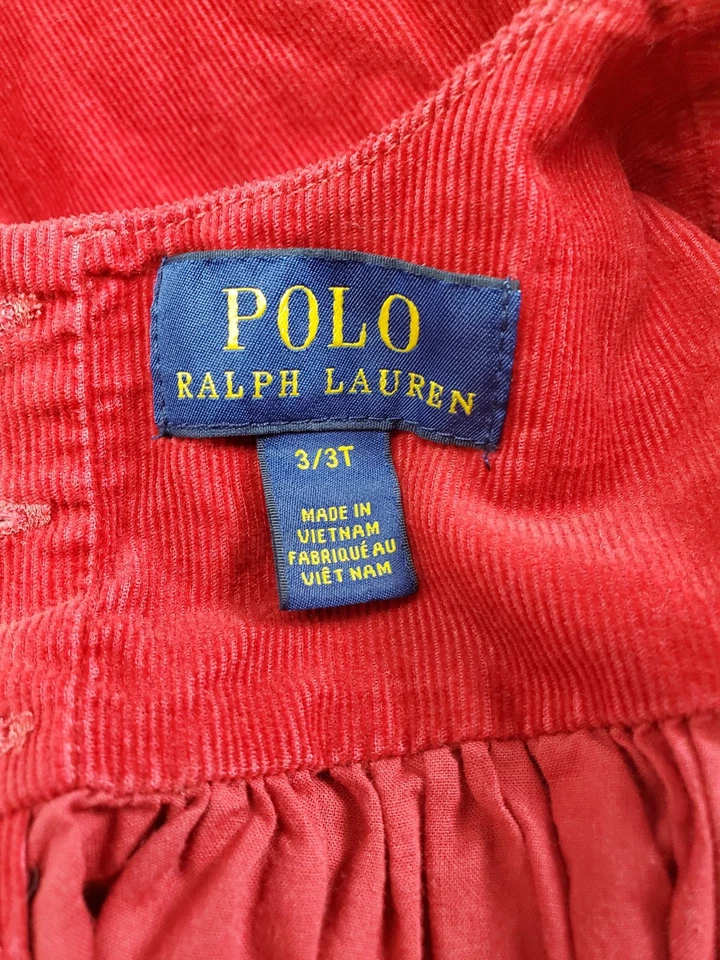 POLO
RALPH LAUREN
3/3T
MADE IN
VIETNAM
FABRIQUÉ AU
VIÊT NAM